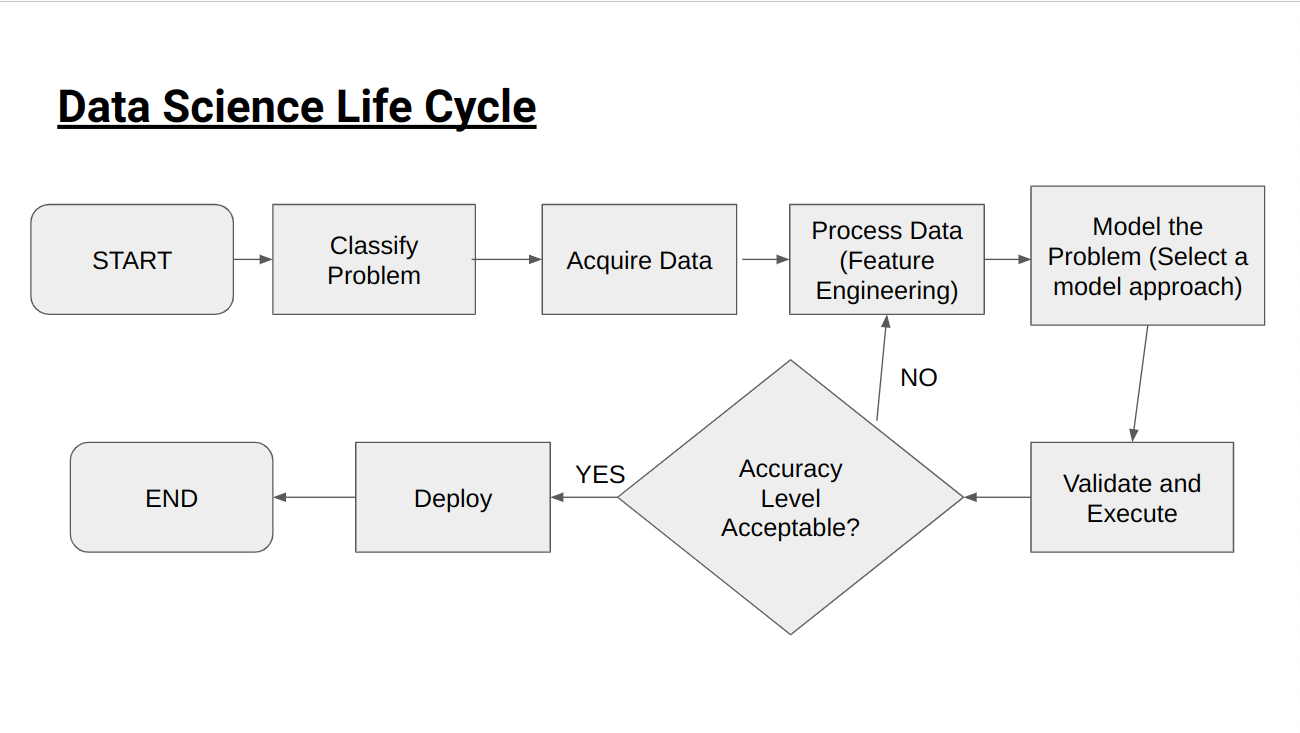 Data Science Life Cycle
START
Classify
Problem
Acquire Data
Process Data
(Feature
Engineering)
Model the
Problem (Select a
model approach)
NO
Validate and
Execute
Accuracy
Level
Acceptable?
YES
Deploy
END